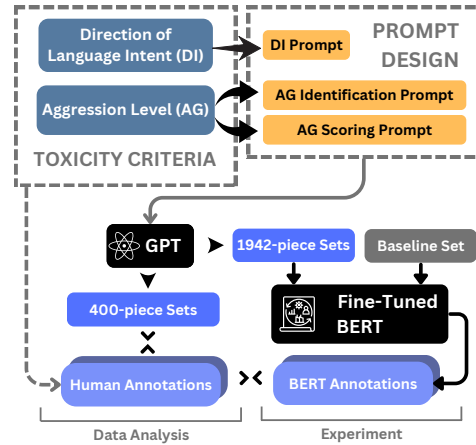 Direction of
Language Intent (DI)
Aggression Level (AG)
TOXICITY CRITERIA
DI Prompt
PROMPT
DESIGN
AG Identification Prompt
AG Scoring Prompt
GPT
1942-piece Sets
Baseline Set
400-piece Sets
Fine-Tuned
BERT
Human Annotations
BERT Annotations
Data Analysis
Experiment